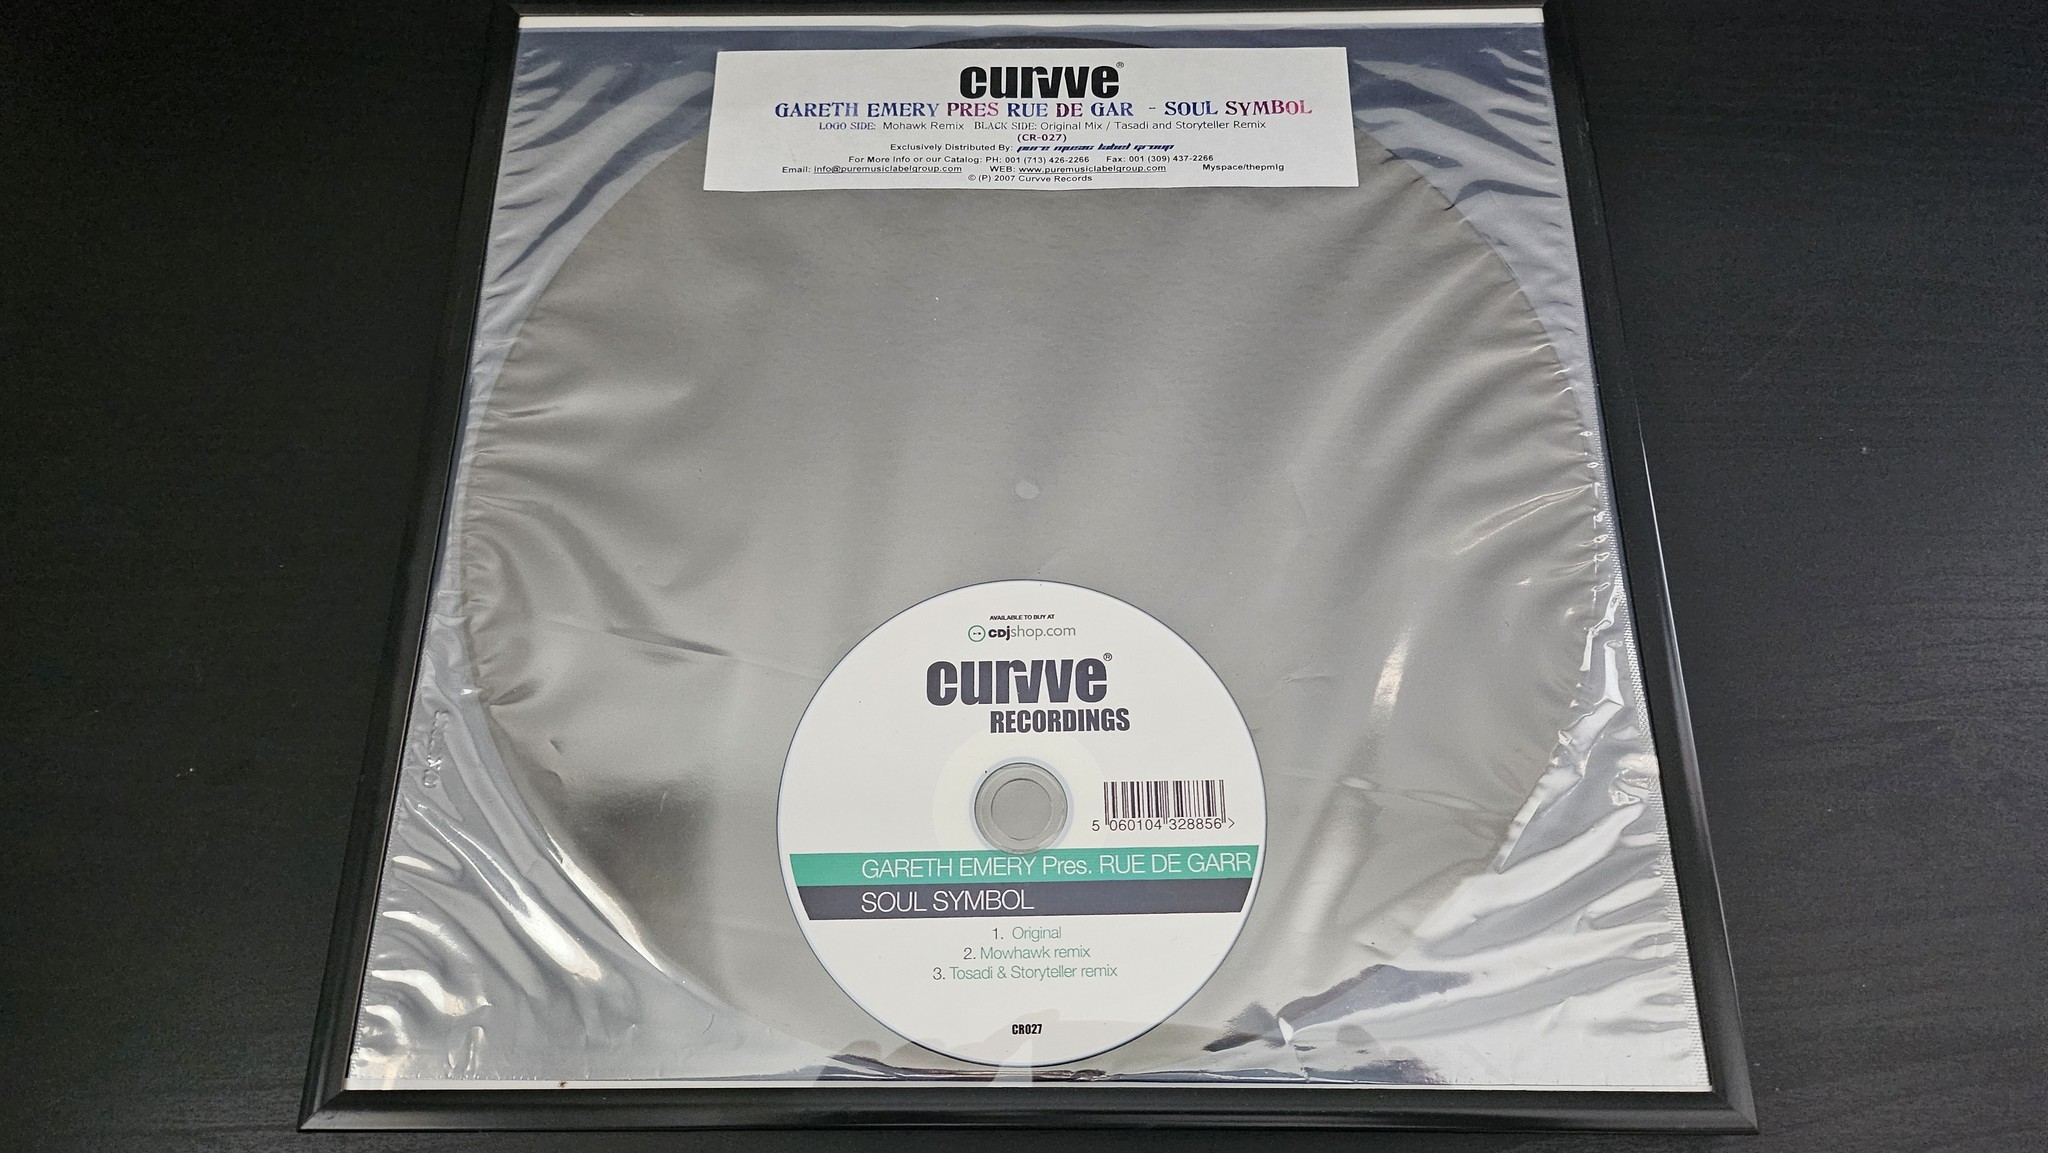 curvve®
GARETH EMERY PRES RUE DE GAR - SOUL SYMBOL
LOGO SIDE: Mohawk Remix BLACK SIDE: Original Mix / Tasadi and Storyteller Remix
(CR-027)
Exclusively Distributed By: pure music label group
For More Info or our Catalog: PH: 001 (713) 426-2266 Fax: 001 (309) 437-2266
Email: info@puremusiclabelgroup.com WEB: www.puremusiclabelgroup.com Myspace/thepmlg
© (P) 2007 Curvve Records
AVAILABLE TO BUY AT
CDJshop.com
curvve®
RECORDINGS
5 060104 328856 >
GARETH EMERY Pres. RUE DE GARR
SOUL SYMBOL
1. Original
2. Mowhawk remix
3. Tosadi & Storyteller remix
CR027